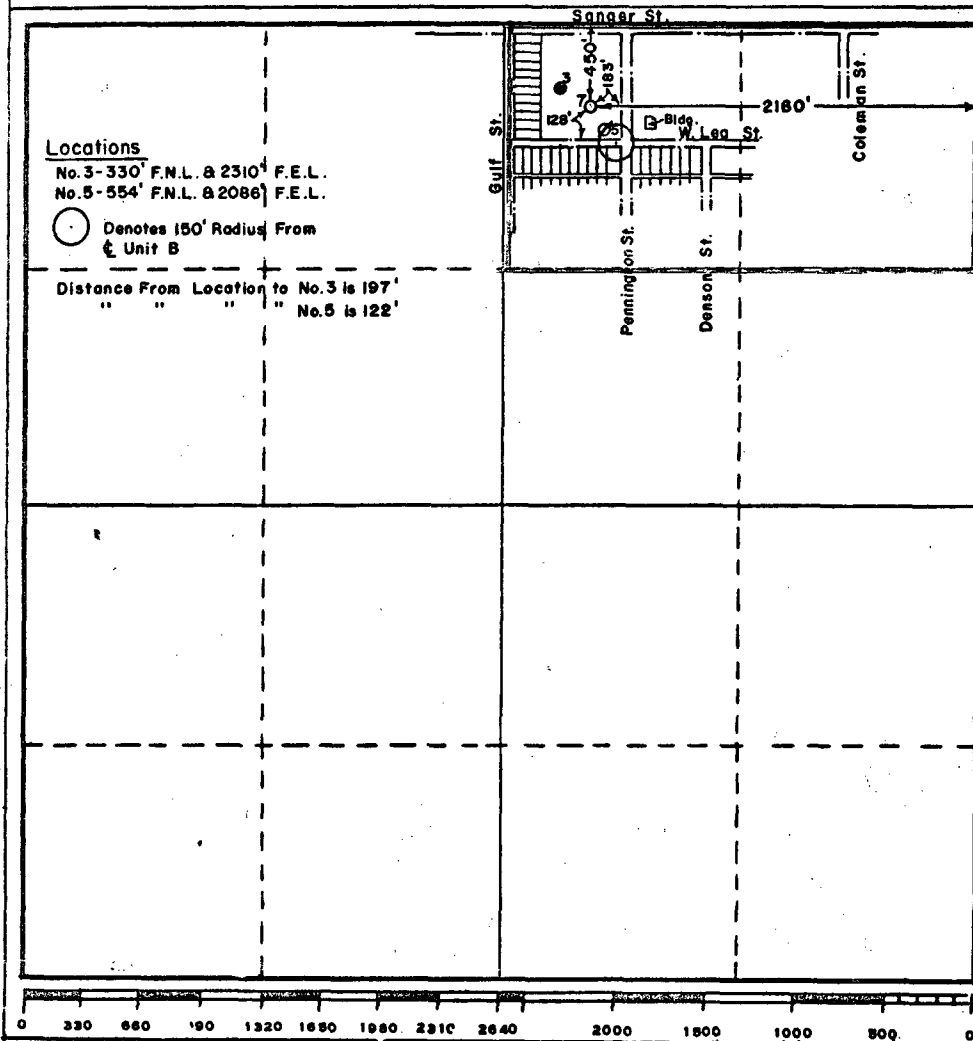 Sanger St.
450'
183'
3
7
2160'
128'
5
Bldg.
W. Lea St.
Gulf St.
Coleman St.
Locations
No.3-330' F.N.L. & 2310' F.E.L.
No.5-554' F.N.L. & 2086' F.E.L.
Denotes 150' Radius From
℄ Unit B
Pennington St.
Denson St.
Distance From Location to No.3 is 197'
" " " " No.5 is 122'
0 330 660 '90 1320 1650 1980. 2310 2640 2000 1500 1000 500 0